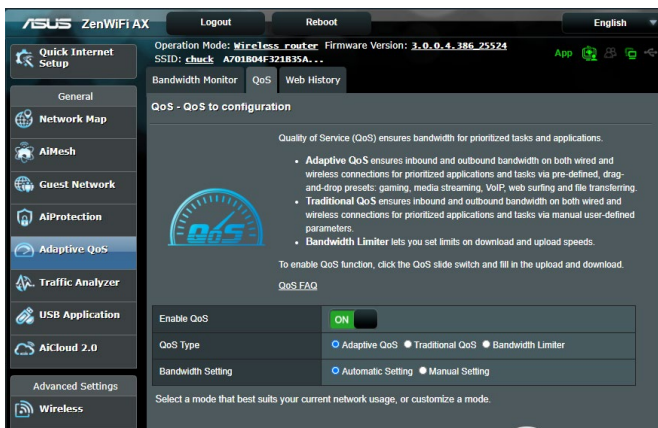 ASUS ZenWiFi AX Logout Reboot English
Quick Internet Setup
General
Network Map
AiMesh
Guest Network
AiProtection
Adaptive QoS
Traffic Analyzer
USB Application
AiCloud 2.0
Advanced Settings
Wireless
Operation Mode: Wireless router Firmware Version: 3.0.0.4.386_25524
SSID: chuck A701B04F321B35A...
App
Bandwidth Monitor QoS Web History
QoS - QoS to configuration
QoS
Quality of Service (QoS) ensures bandwidth for prioritized tasks and applications.
• Adaptive QoS ensures inbound and outbound bandwidth on both wired and
wireless connections for prioritized applications and tasks via pre-defined, drag-
and-drop presets: gaming, media streaming, VoIP, web surfing and file transferring.
• Traditional QoS ensures inbound and outbound bandwidth on both wired and
wireless connections for prioritized applications and tasks via manual user-defined
parameters.
• Bandwidth Limiter lets you set limits on download and upload speeds.
To enable QoS function, click the QoS slide switch and fill in the upload and download.
QoS FAQ
Enable QoS ON
QoS Type Adaptive QoS Traditional QoS Bandwidth Limiter
Bandwidth Setting Automatic Setting Manual Setting
Select a mode that best suits your current network usage, or customize a mode.